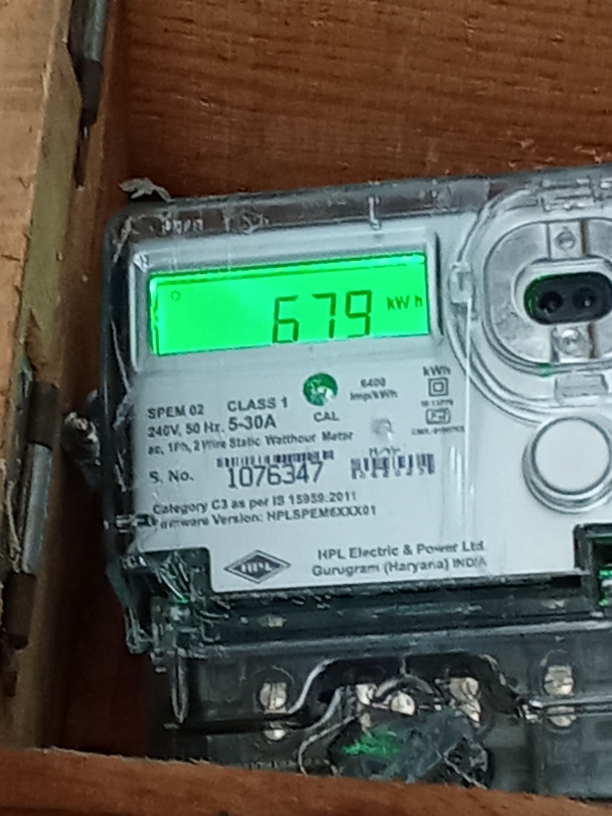 679 kWh
SPEM 02 CLASS 1
240V, 50 Hz. 5-30A
CAL
6400
Imp/kWh
kWh
ac, 1Ph, 2 Wire Static Watthour Meter
S. No. 1076347
Category C3 as per IS 15959:2011
Firmware Version: HPLSPEM6XXX01
HPL
HPL Electric & Power Ltd.
Gurugram (Haryana) INDIA